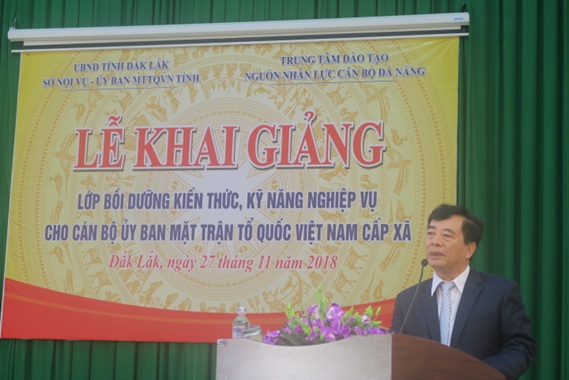 UBND TỈNH ĐẮK LẮK
SỞ NỘI VỤ - ỦY BAN MTTQVN TỈNH
TRUNG TÂM ĐÀO TẠO
NGUỒN NHÂN LỰC CÁN BỘ ĐÀ NẴNG
LỄ KHAI GIẢNG
LỚP BỒI DƯỠNG KIẾN THỨC, KỸ NĂNG NGHIỆP VỤ
CHO CÁN BỘ ỦY BAN MẶT TRẬN TỔ QUỐC VIỆT NAM CẤP XÃ
Đắk Lắk, ngày 27 tháng 11 năm 2018